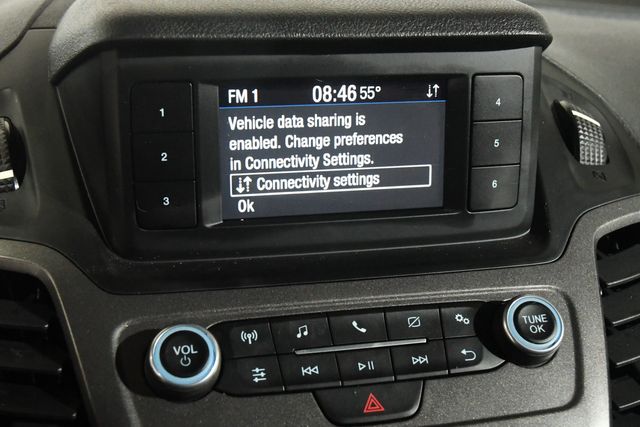 FM 1 08:46 55°
Vehicle data sharing is
enabled. Change preferences
in Connectivity Settings.
Connectivity settings
Ok
1
2
3
4
5
6
VOL
TUNE
OK